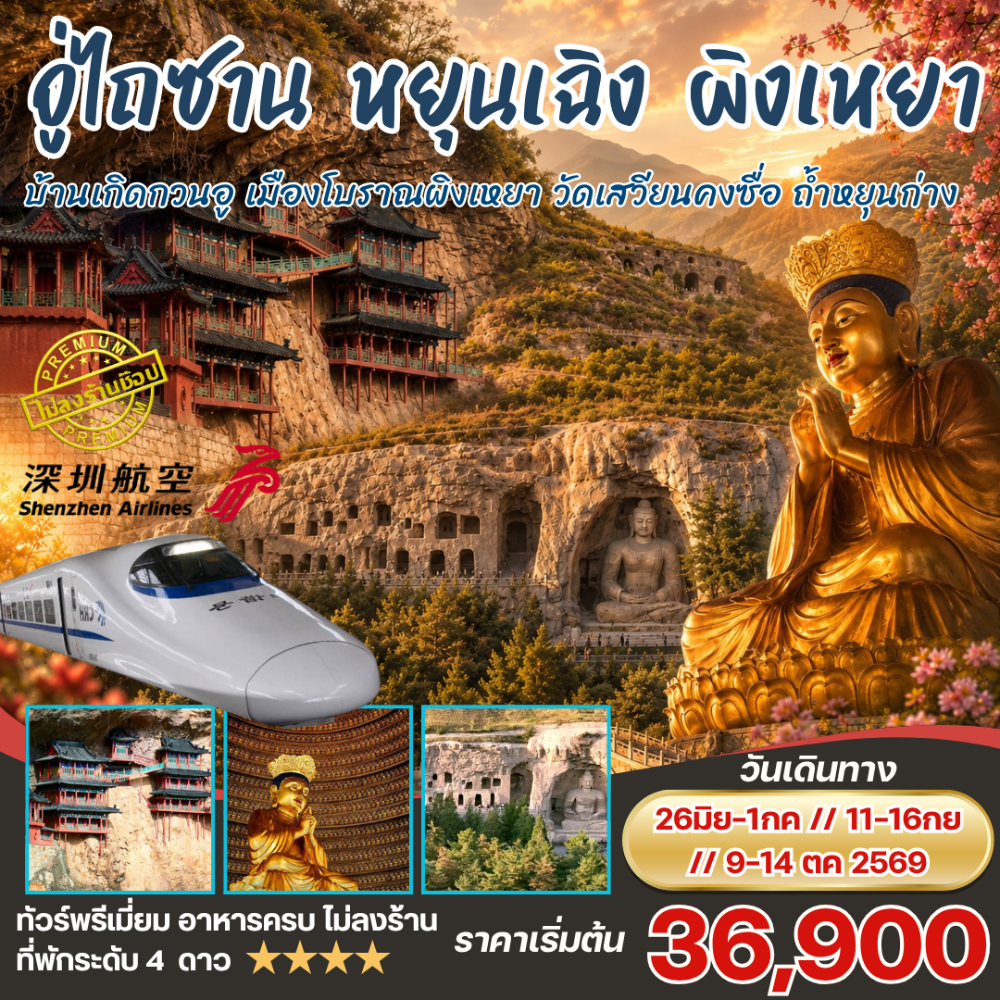 อู่ไถซาน หยุนเฉิง ผิงเหยา
บ้านเกิดกวนอู เมืองโบราณผิงเหยา วัดเสวียนคงซื่อ ถ้ำหยุนก่าง
PREMIUM
ไม่ลงร้านช๊อป
PREMIUM
深圳航空
Shenzhen Airlines
วันเดินทาง
26มิย-1กค // 11-16กย
// 9-14 ตค 2569
ทัวร์พรีเมี่ยม อาหารครบ ไม่ลงร้าน
ที่พักระดับ 4 ดาว
ราคาเริ่มต้น 36,900